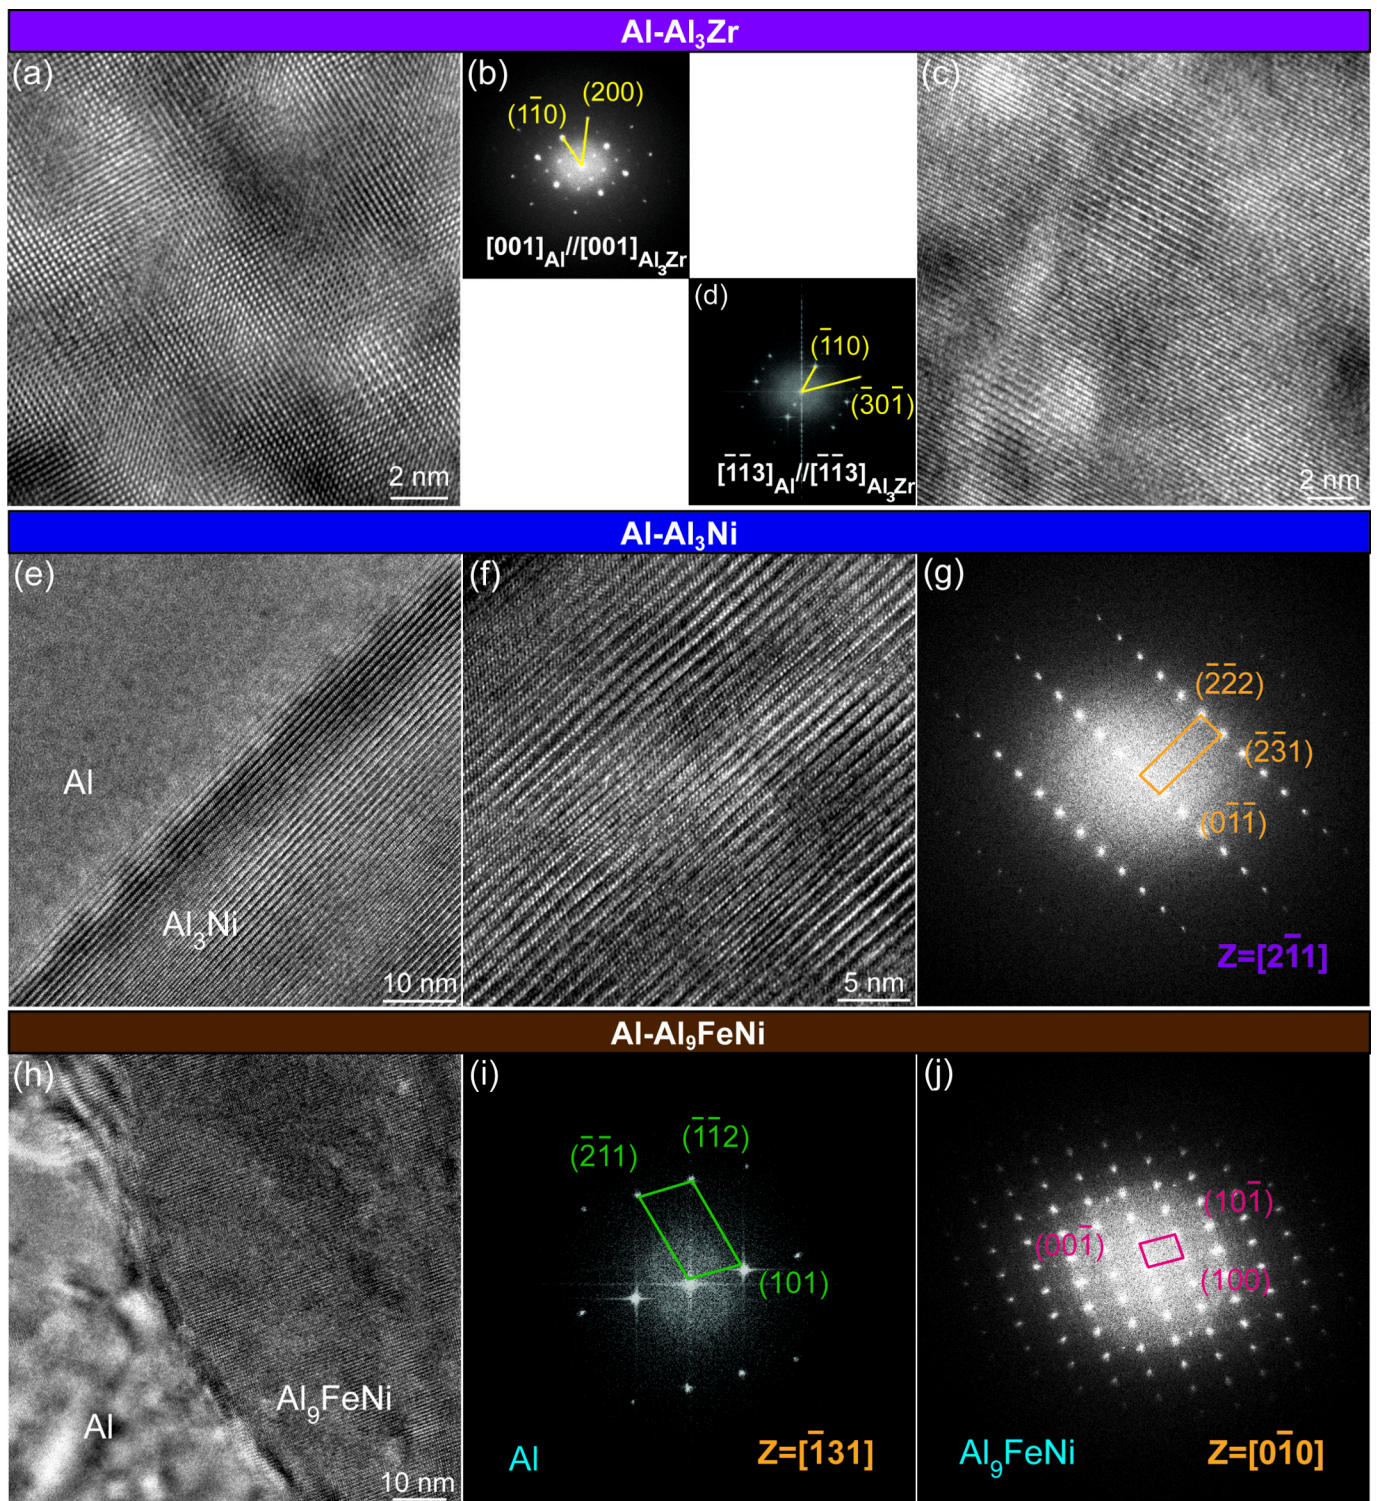 Al-Al₃Zr
(a)
2 nm
(b)
(11̅0)
(200)
[001]Al//[001]Al₃Zr
(c)
2 nm
(d)
(1̅10)
(3̅01̅)
[1̅1̅3]Al//[1̅1̅3]Al₃Zr
Al-Al₃Ni
(e)
Al
Al₃Ni
10 nm
(f)
5 nm
(g)
(2̅2̅2)
(2̅3̅1)
(01̅1̅)
Z=[21̅1]
Al-Al₉FeNi
(h)
Al₉FeNi
Al
10 nm
(i)
(1̅1̅2)
(2̅1̅1)
(101)
Al
Z=[1̅31]
(j)
(101̅)
(001̅)
(100)
Al₉FeNi
Z=[01̅0]